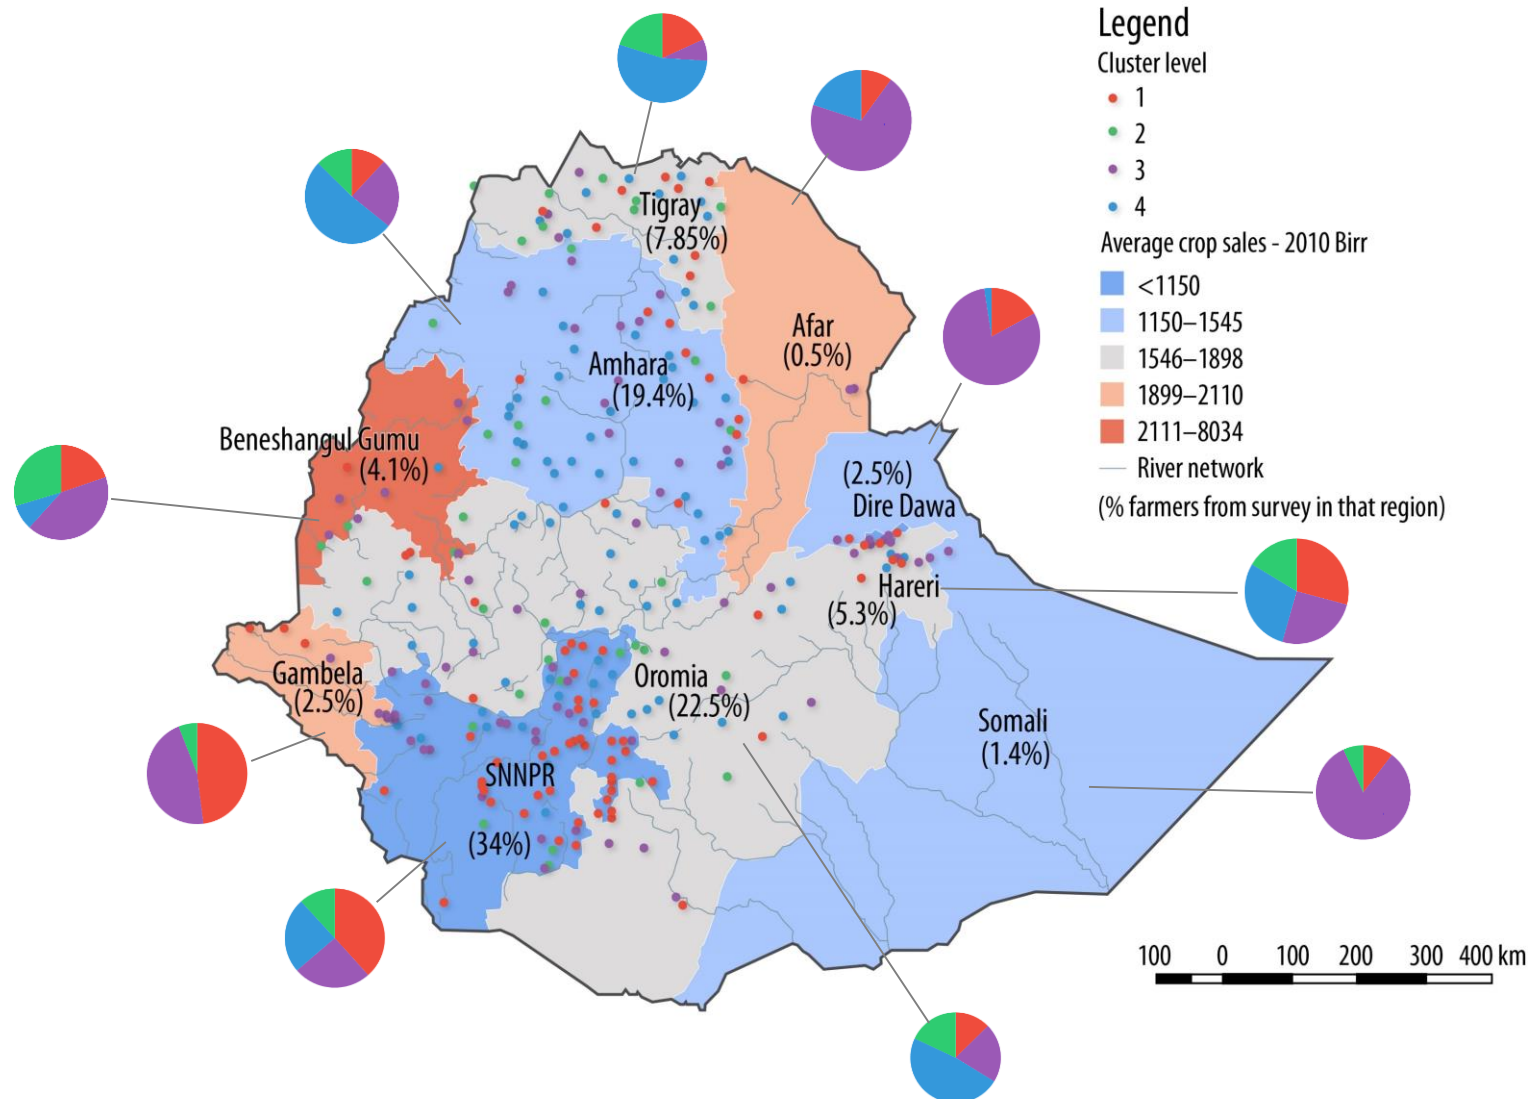 Legend
Cluster level
1
2
3
4
Average crop sales - 2010 Birr
<1150
1150–1545
1546–1898
1899–2110
2111–8034
River network
(% farmers from survey in that region)
Tigray
(7.85%)
Afar
(0.5%)
Amhara
(19.4%)
Beneshangul Gumu
(4.1%)
(2.5%)
Dire Dawa
Hareri
(5.3%)
Gambela
(2.5%)
Oromia
(22.5%)
Somali
(1.4%)
SNNPR
(34%)
100 0 100 200 300 400 km